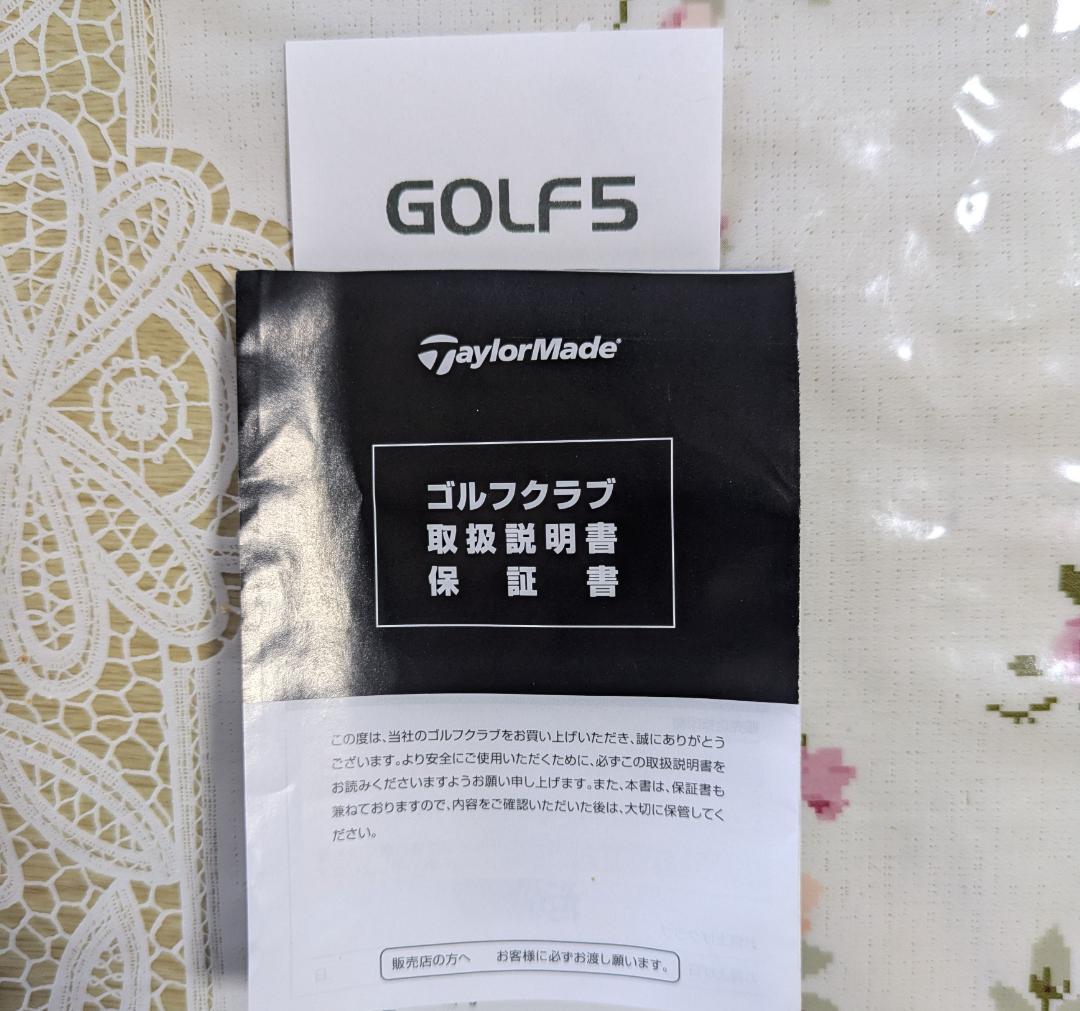 GOLF5
TaylorMade
ゴルフクラブ
取扱説明書
保証書
この度は、当社のゴルフクラブをお買い上げいただき、誠にありがとう
ございます。より安全にご使用いただくために、必ずこの取扱説明書を
お読みくださいますようお願い申し上げます。また、本書は、保証書も
兼ねておりますので、内容をご確認いただいた後は、大切に保管してく
ださい。
販売店の方へ　お客様に必ずお渡し願います。